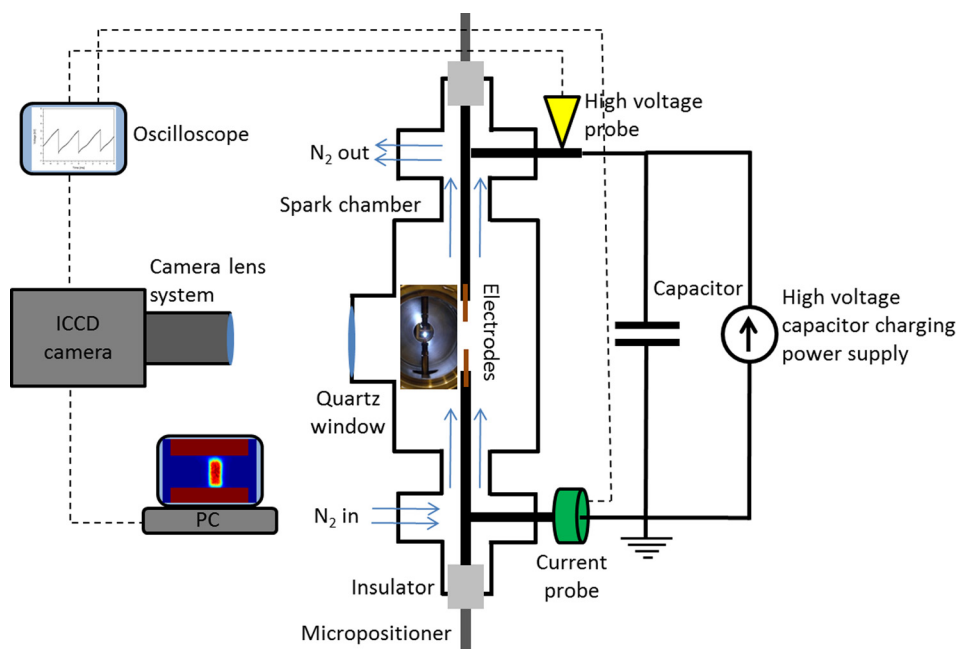 High voltage
probe
Oscilloscope
N₂ out
Spark chamber
Camera lens
system
ICCD
camera
Electrodes
Capacitor
High voltage
capacitor charging
power supply
Quartz
window
PC
N₂ in
Current
probe
Insulator
Micropositioner